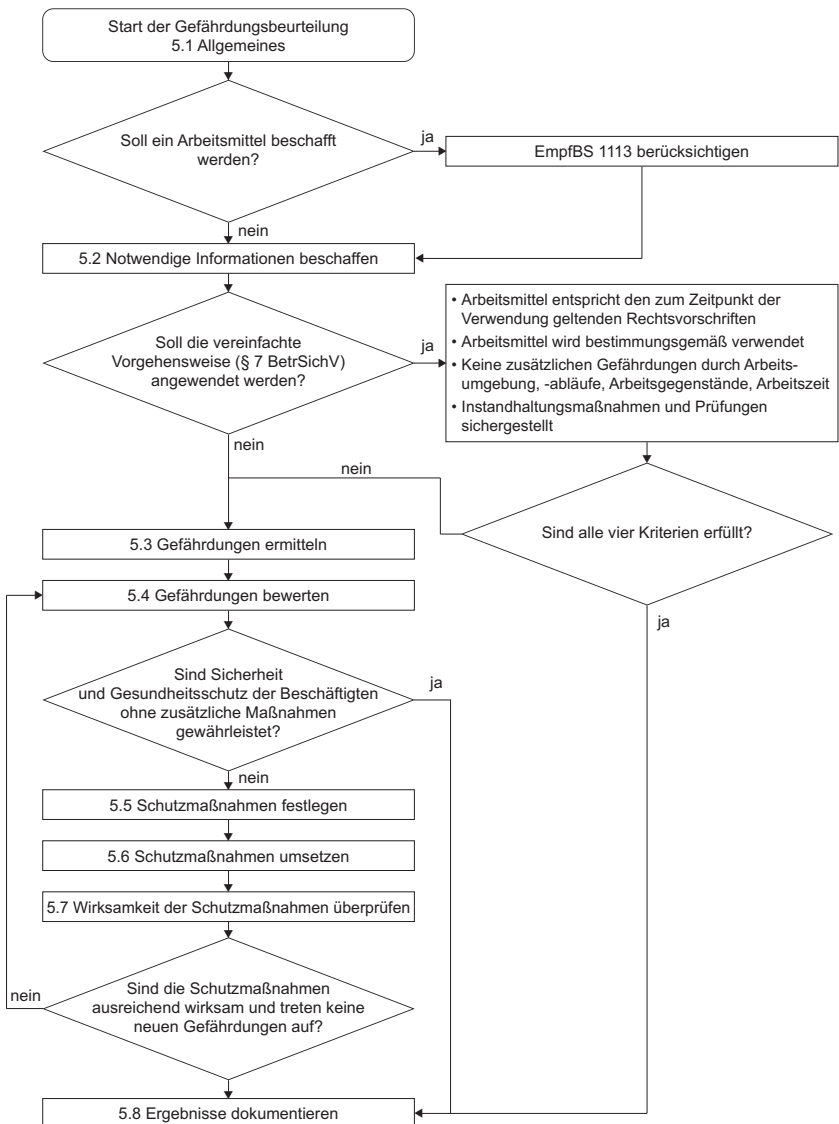 Start der Gefährdungsbeurteilung
5.1 Allgemeines
Soll ein Arbeitsmittel beschafft
werden?
ja
EmpfBS 1113 berücksichtigen
nein
5.2 Notwendige Informationen beschaffen
Soll die vereinfachte
Vorgehensweise (§ 7 BetrSichV)
angewendet werden?
ja
• Arbeitsmittel entspricht den zum Zeitpunkt der
Verwendung geltenden Rechtsvorschriften
• Arbeitsmittel wird bestimmungsgemäß verwendet
• Keine zusätzlichen Gefährdungen durch Arbeits-
umgebung, -abläufe, Arbeitsgegenstände, Arbeitszeit
• Instandhaltungsmaßnahmen und Prüfungen
sichergestellt
nein
nein
Sind alle vier Kriterien erfüllt?
ja
5.3 Gefährdungen ermitteln
5.4 Gefährdungen bewerten
Sind Sicherheit
und Gesundheitsschutz der Beschäftigten
ohne zusätzliche Maßnahmen
gewährleistet?
ja
nein
5.5 Schutzmaßnahmen festlegen
5.6 Schutzmaßnahmen umsetzen
5.7 Wirksamkeit der Schutzmaßnahmen überprüfen
Sind die Schutzmaßnahmen
ausreichend wirksam und treten keine
neuen Gefährdungen auf?
nein
5.8 Ergebnisse dokumentieren